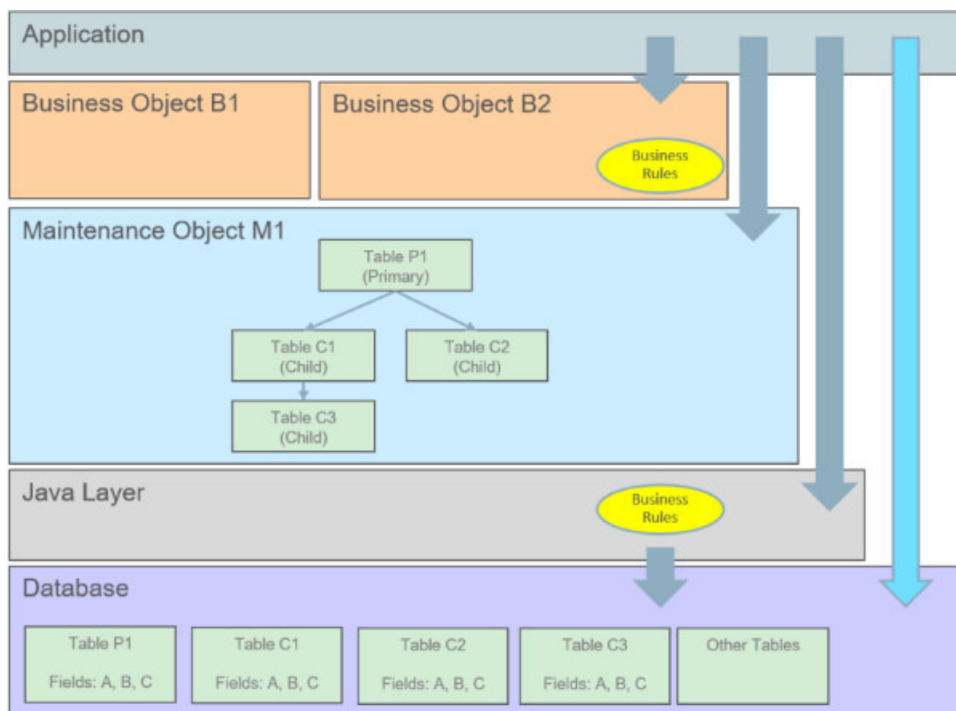 Application
Business Object B1
Business Object B2
Business
Rules
Maintenance Object M1
Table P1
(Primary)
Table C1
(Child)
Table C2
(Child)
Table C3
(Child)
Java Layer
Business
Rules
Database
Table P1
Fields: A, B, C
Table C1
Fields: A, B, C
Table C2
Fields: A, B, C
Table C3
Fields: A, B, C
Other Tables